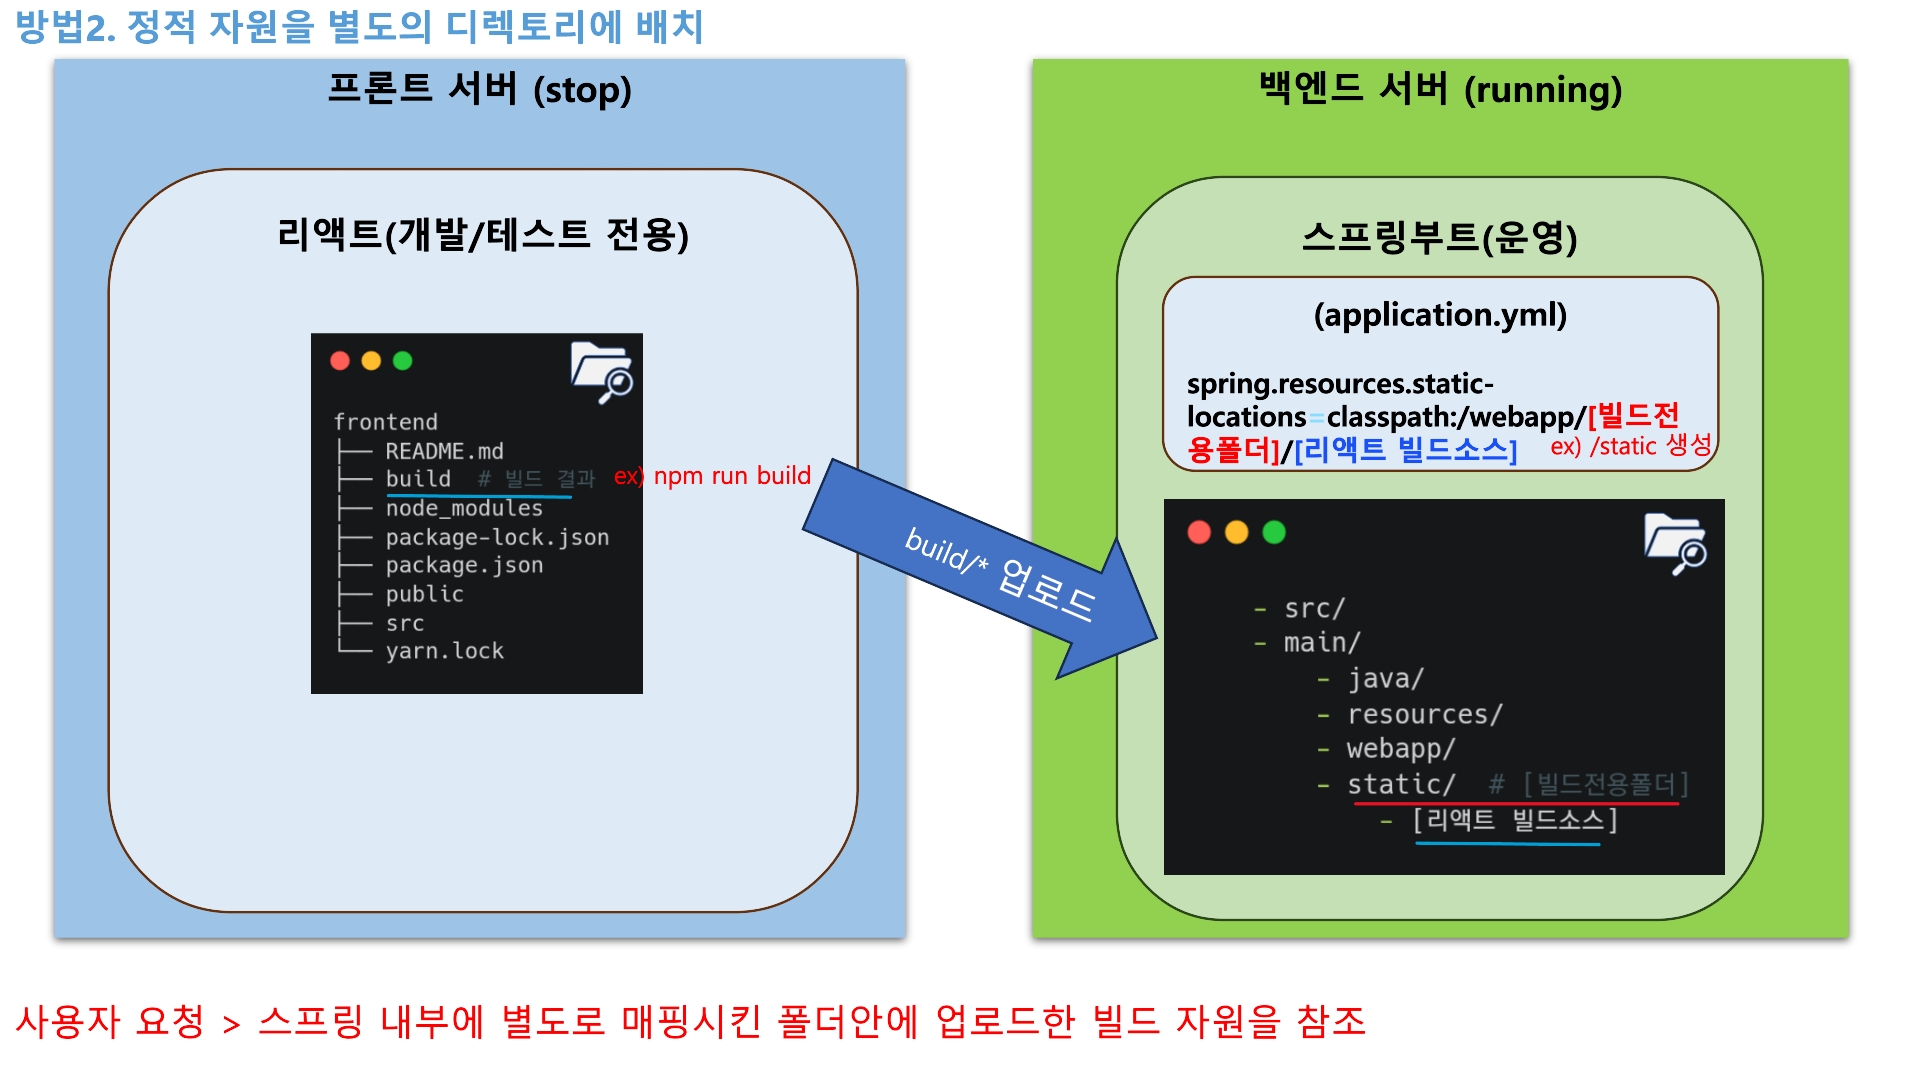 방법2. 정적 자원을 별도의 디렉토리에 배치
프론트 서버 (stop)
리액트(개발/테스트 전용)
frontend
├── README.md
├── build # 빌드 결과
ex) npm run build
├── node_modules
├── package-lock.json
├── package.json
├── public
├── src
└── yarn.lock
build/* 업로드
백엔드 서버 (running)
스프링부트(운영)
(application.yml)
spring.resources.static-
locations=classpath:/webapp/[빌드전
용폴더]/[리액트 빌드소스]
ex) /static 생성
- src/
- main/
- java/
- resources/
- webapp/
- static/ # [빌드전용폴더]
- [리액트 빌드소스]
사용자 요청 > 스프링 내부에 별도로 매핑시킨 폴더안에 업로드한 빌드 자원을 참조